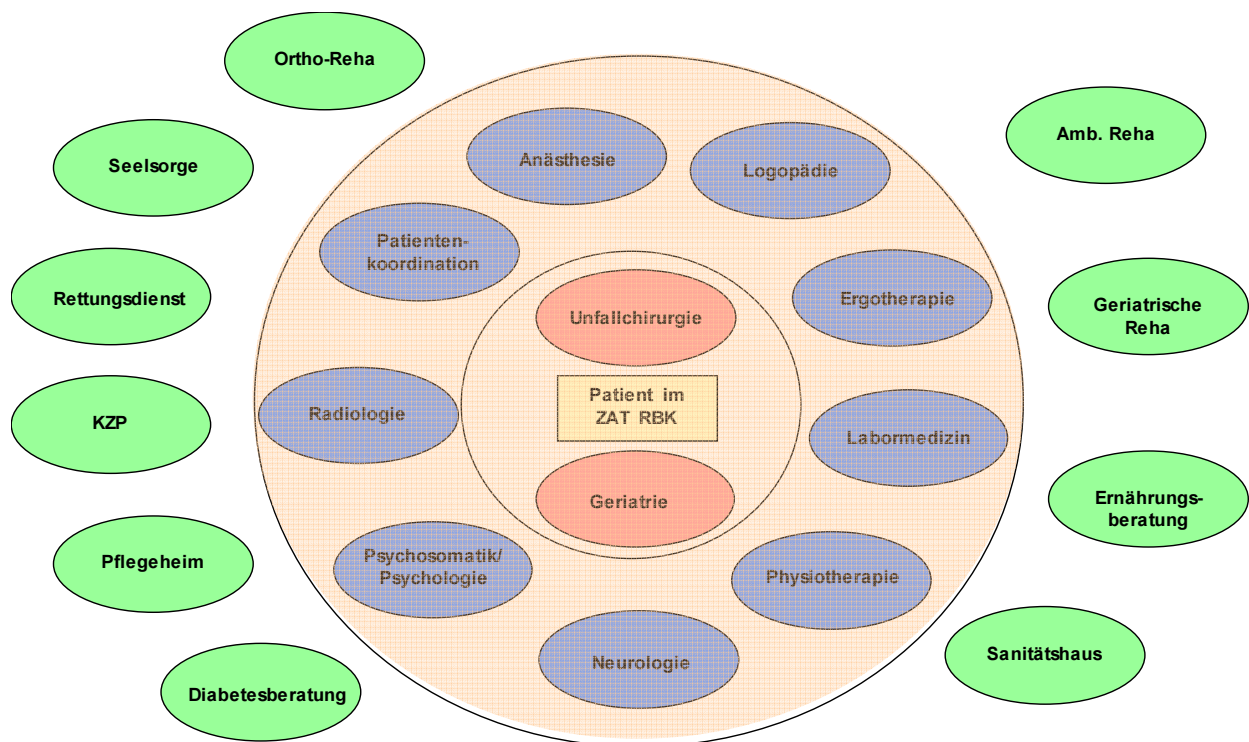 Ortho-Reha
Amb. Reha
Seelsorge
Anästhesie
Logopädie
Patienten-
koordination
Rettungsdienst
Ergotherapie
Geriatrische
Reha
Unfallchirurgie
Patient im
ZAT RBK
KZP
Radiologie
Labormedizin
Geriatrie
Ernährungs-
beratung
Pflegeheim
Psychosomatik/
Psychologie
Physiotherapie
Neurologie
Sanitätshaus
Diabetesberatung